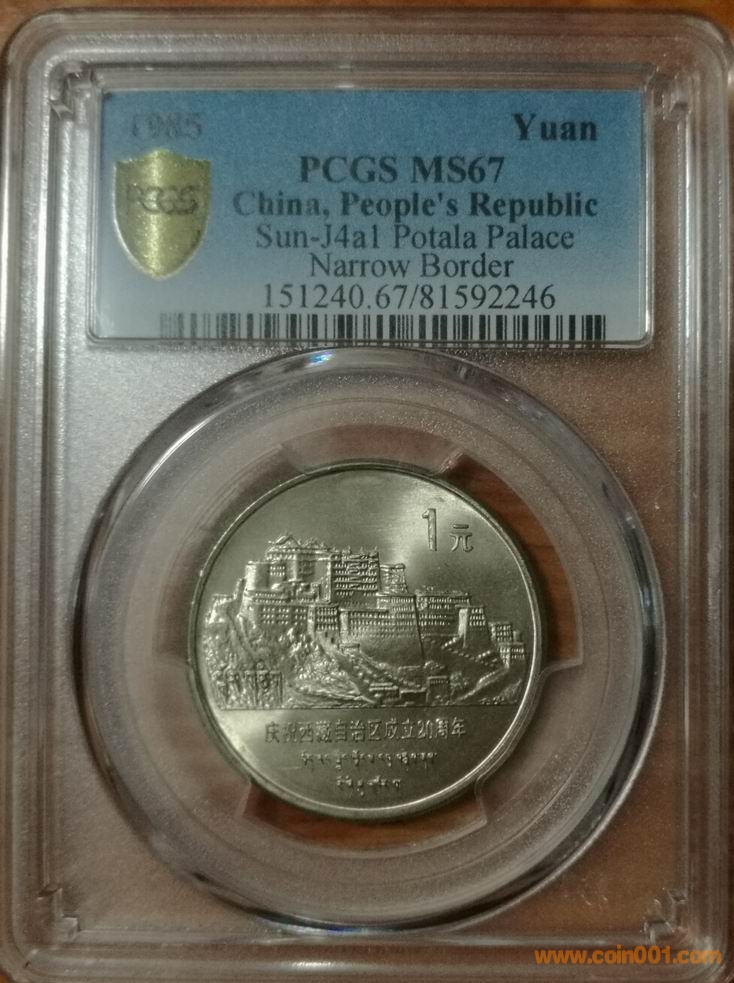 1985 Yuan
PCGS MS67
PCGS
China, People's Republic
Sun-J4a1 Potala Palace
Narrow Border
151240.67/81592246
1元
庆祝西藏自治区成立20周年
www.coin001.com